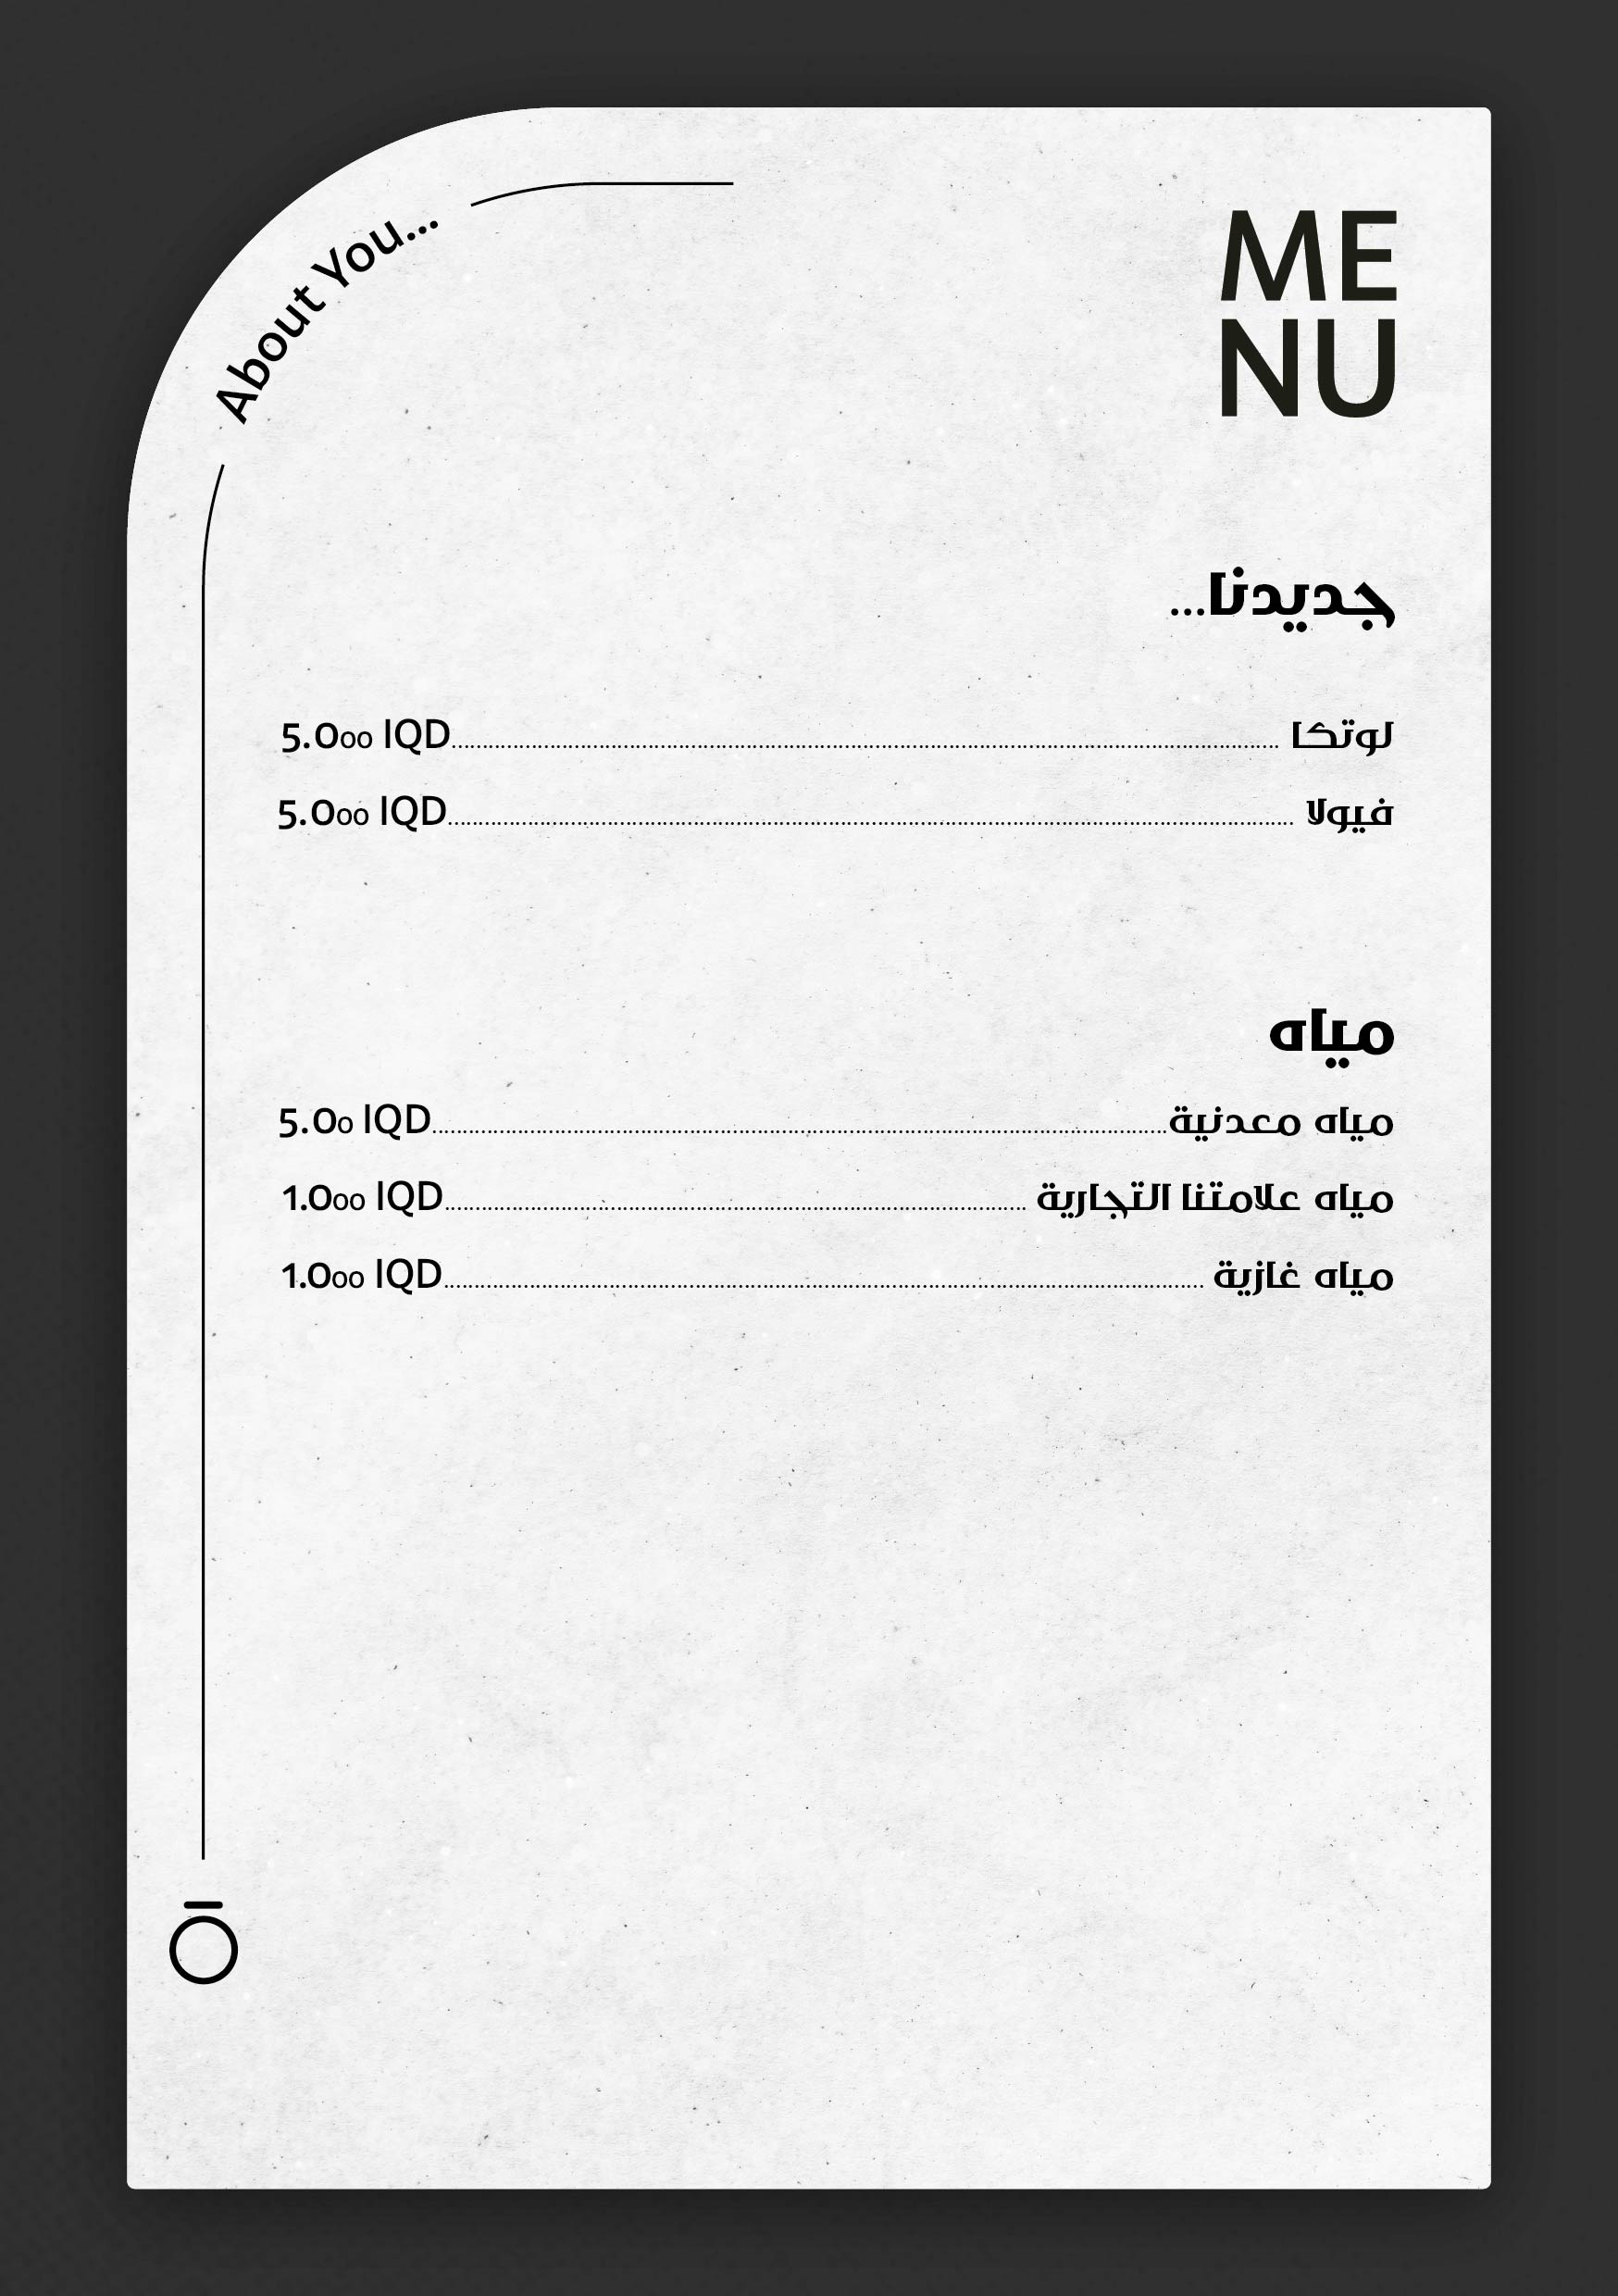 About You...
ME
NU
جديدنا...
لوتكا 5.000 IQD
فيولا 5.000 IQD
مياه
مياه معدنية 5.00 IQD
مياه علامتنا التجارية 1.000 IQD
مياه غازية 1.000 IQD
Ō